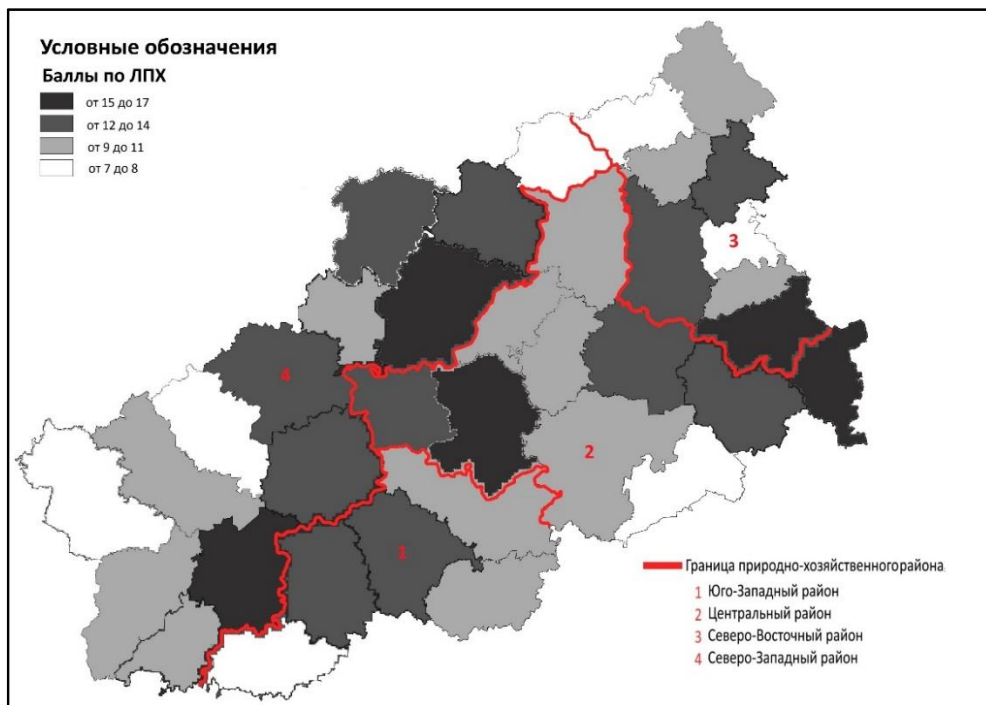 Условные обозначения
Баллы по ЛПХ
от 15 до 17
от 12 до 14
от 9 до 11
от 7 до 8
3
4
2
1
Граница природно-хозяйственногорайона
1 Юго-Западный район
2 Центральный район
3 Северо-Восточный район
4 Северо-Западный район